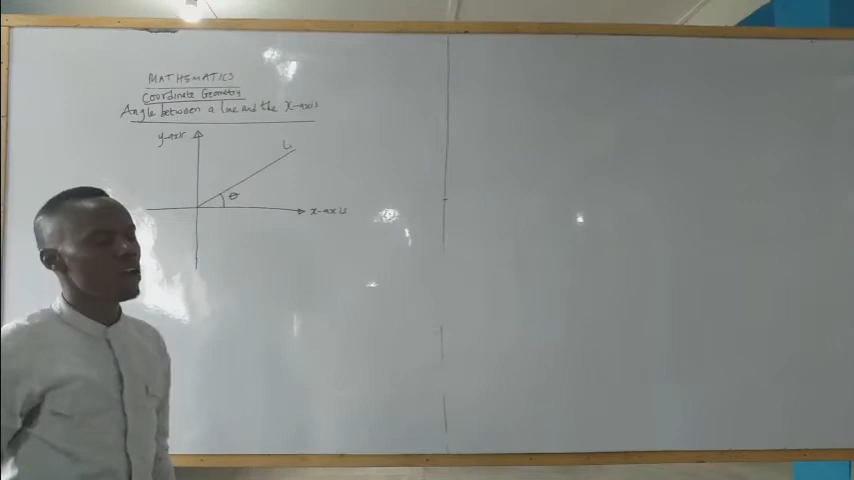 MATHEMATICS
Coordinate Geometry
Angle between a line and the x-axis
y-axis
L
θ
x-axis